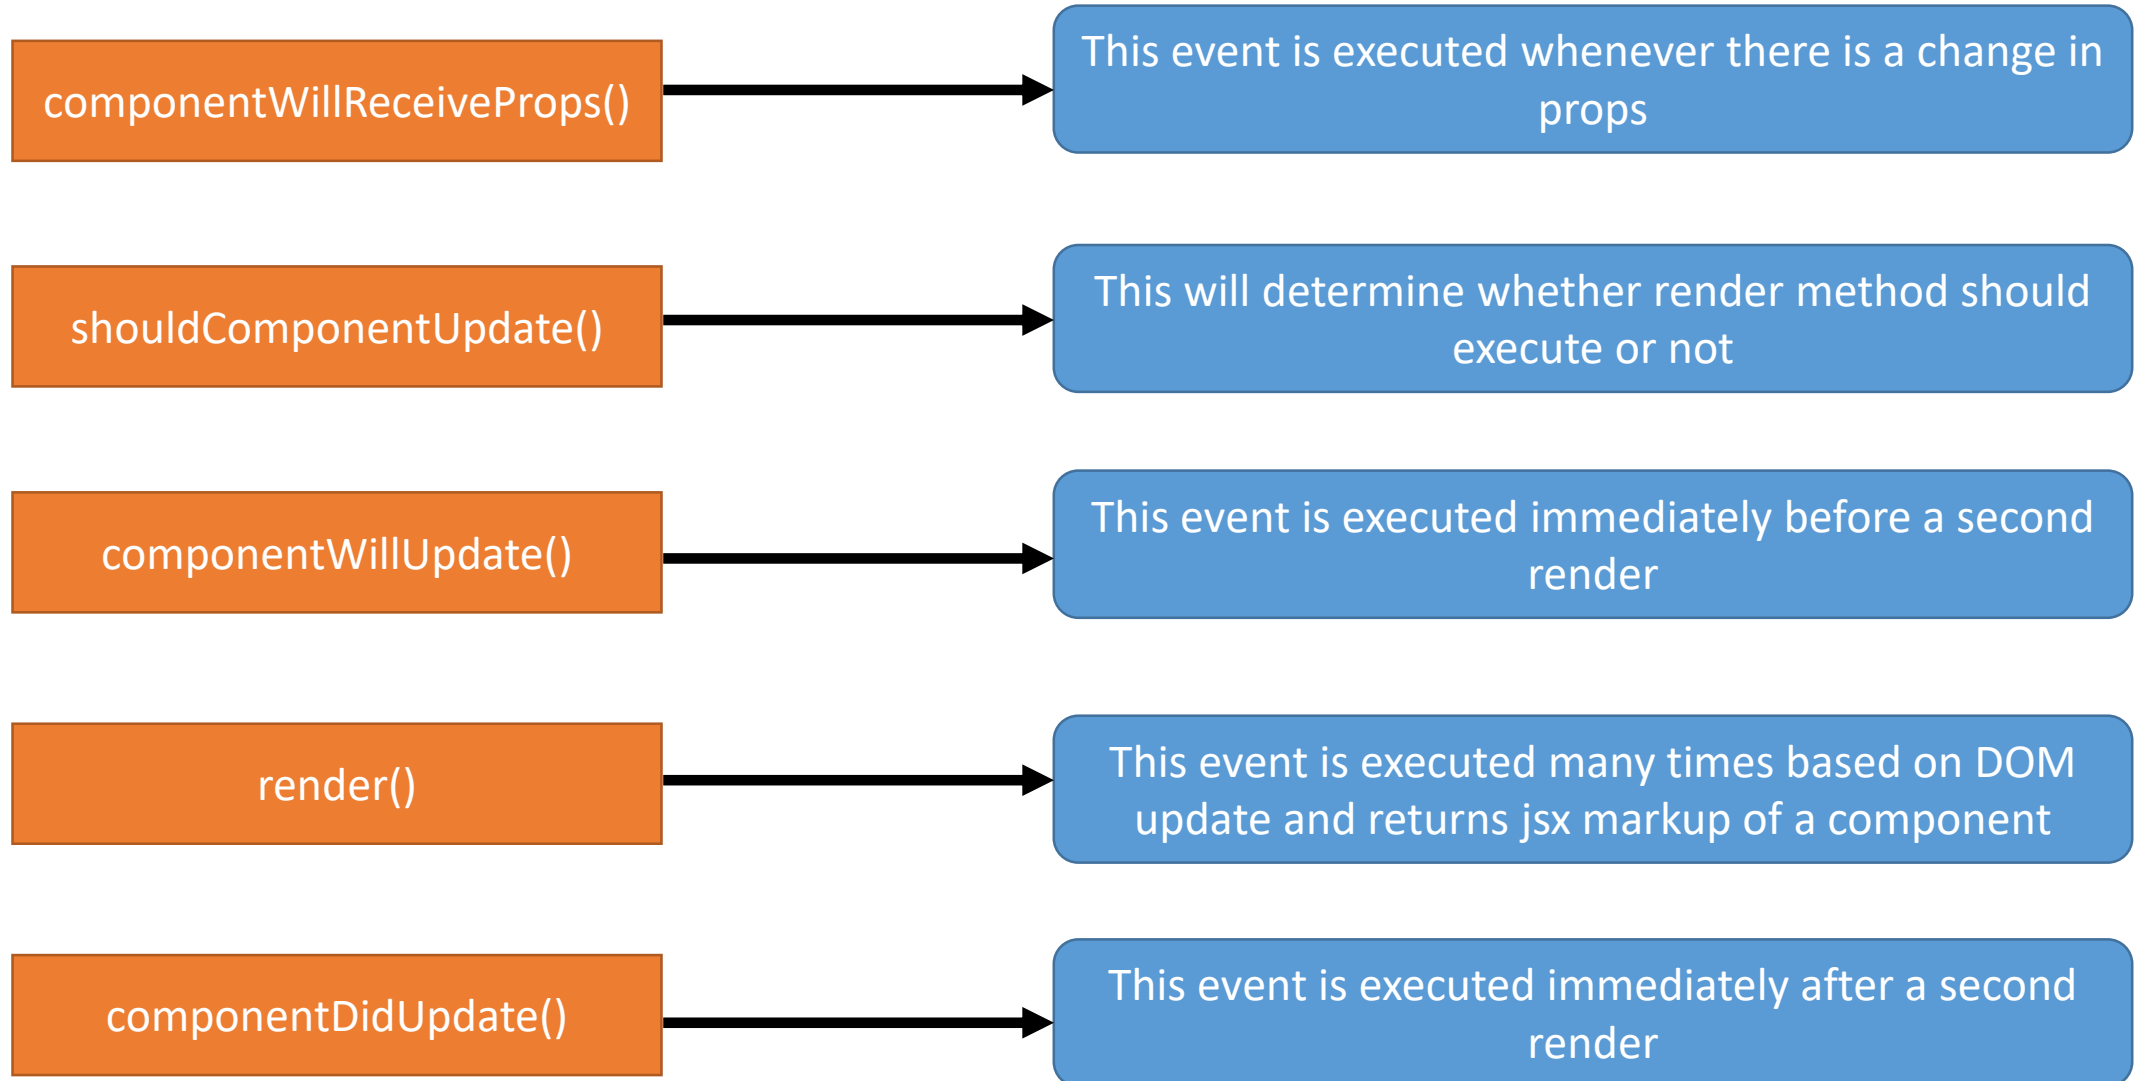 componentWillReceiveProps()
This event is executed whenever there is a change in
props
shouldComponentUpdate()
This will determine whether render method should
execute or not
componentWillUpdate()
This event is executed immediately before a second
render
render()
This event is executed many times based on DOM
update and returns jsx markup of a component
componentDidUpdate()
This event is executed immediately after a second
render